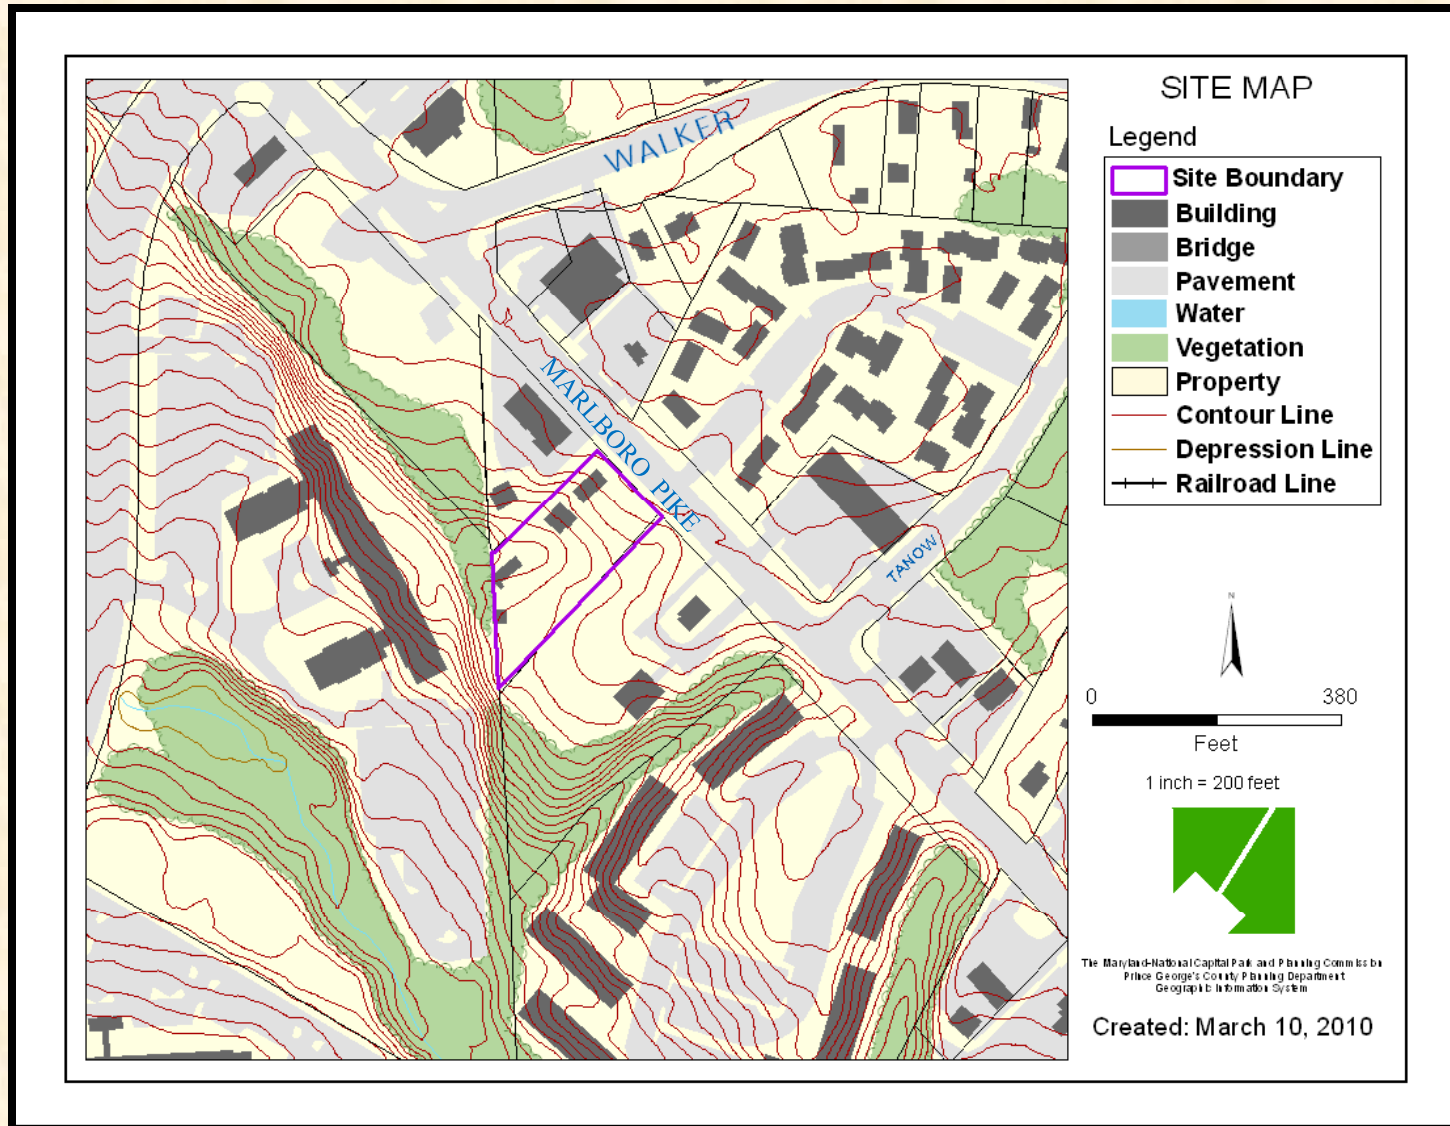 SITE MAP
Legend
Site Boundary
Building
Bridge
Pavement
Water
Vegetation
Property
Contour Line
Depression Line
Railroad Line
WALKER
MARLBORO PIKE
TANOW
N
0 380
Feet
1 inch = 200 feet
The Maryland-National Capital Park and Planning Commission
Prince George's County Planning Department
Geographic Information System
Created: March 10, 2010